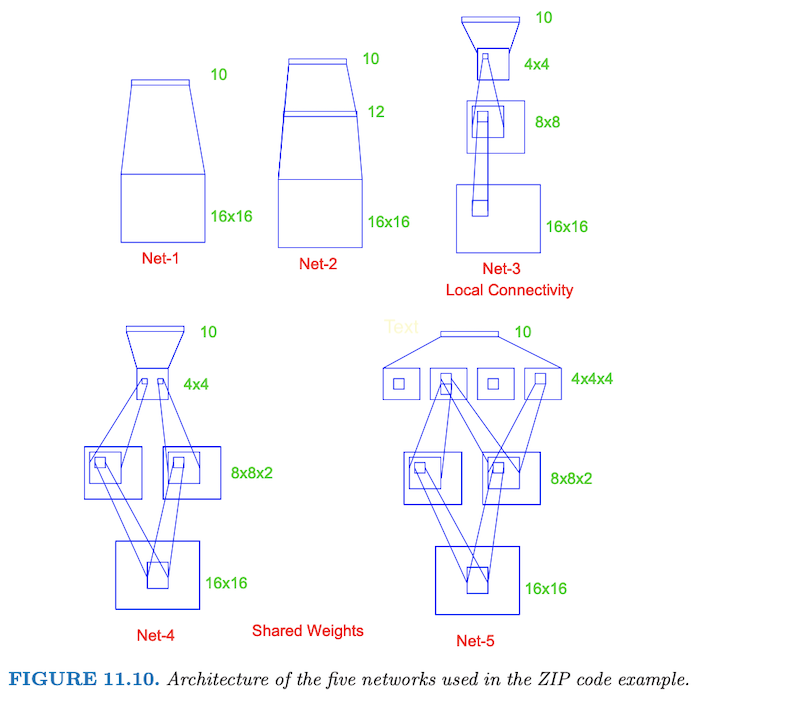 10
10
10
12
4x4
8x8
16x16
16x16
16x16
Net-1
Net-2
Net-3
Local Connectivity
Text
10
10
4x4
4x4x4
8x8x2
8x8x2
16x16
16x16
Net-4
Shared Weights
Net-5
FIGURE 11.10. Architecture of the five networks used in the ZIP code example.